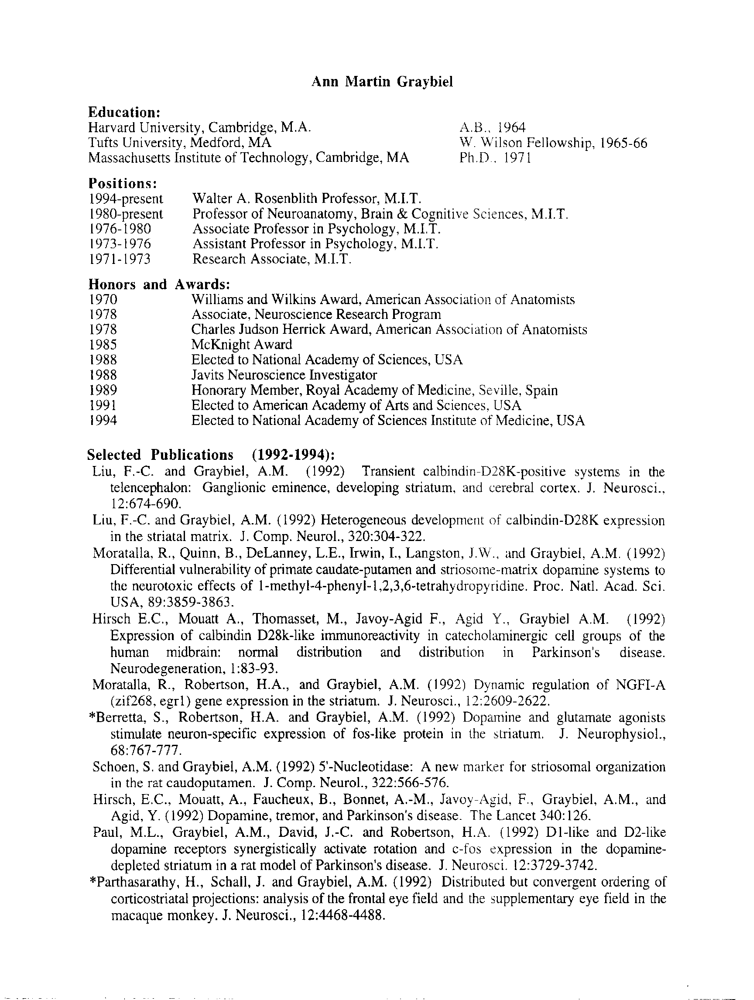 Ann Martin Graybiel
Education:
Harvard University, Cambridge, M.A. A.B., 1964
Tufts University, Medford, MA W. Wilson Fellowship, 1965-66
Massachusetts Institute of Technology, Cambridge, MA Ph.D., 1971
Positions:
1994-present Walter A. Rosenblith Professor, M.I.T.
1980-present Professor of Neuroanatomy, Brain & Cognitive Sciences, M.I.T.
1976-1980 Associate Professor in Psychology, M.I.T.
1973-1976 Assistant Professor in Psychology, M.I.T.
1971-1973 Research Associate, M.I.T.
Honors and Awards:
1970 Williams and Wilkins Award, American Association of Anatomists
1978 Associate, Neuroscience Research Program
1978 Charles Judson Herrick Award, American Association of Anatomists
1985 McKnight Award
1988 Elected to National Academy of Sciences, USA
1988 Javits Neuroscience Investigator
1989 Honorary Member, Royal Academy of Medicine, Seville, Spain
1991 Elected to American Academy of Arts and Sciences, USA
1994 Elected to National Academy of Sciences Institute of Medicine, USA
Selected Publications (1992-1994):
Liu, F.-C. and Graybiel, A.M. (1992) Transient calbindin-D28K-positive systems in the
telencephalon: Ganglionic eminence, developing striatum, and cerebral cortex. J. Neurosci.,
12:674-690.
Liu, F.-C. and Graybiel, A.M. (1992) Heterogeneous development of calbindin-D28K expression
in the striatal matrix. J. Comp. Neurol., 320:304-322.
Moratalla, R., Quinn, B., DeLanney, L.E., Irwin, I., Langston, J.W., and Graybiel, A.M. (1992)
Differential vulnerability of primate caudate-putamen and striosome-matrix dopamine systems to
the neurotoxic effects of 1-methyl-4-phenyl-1,2,3,6-tetrahydropyridine. Proc. Natl. Acad. Sci.
USA, 89:3859-3863.
Hirsch E.C., Mouatt A., Thomasset, M., Javoy-Agid F., Agid Y., Graybiel A.M. (1992)
Expression of calbindin D28k-like immunoreactivity in catecholaminergic cell groups of the
human midbrain: normal distribution and distribution in Parkinson's disease.
Neurodegeneration, 1:83-93.
Moratalla, R., Robertson, H.A., and Graybiel, A.M. (1992) Dynamic regulation of NGFI-A
(zif268, egr1) gene expression in the striatum. J. Neurosci., 12:2609-2622.
*Berretta, S., Robertson, H.A. and Graybiel, A.M. (1992) Dopamine and glutamate agonists
stimulate neuron-specific expression of fos-like protein in the striatum. J. Neurophysiol.,
68:767-777.
Schoen, S. and Graybiel, A.M. (1992) 5'-Nucleotidase: A new marker for striosomal organization
in the rat caudoputamen. J. Comp. Neurol., 322:566-576.
Hirsch, E.C., Mouatt, A., Faucheux, B., Bonnet, A.-M., Javoy-Agid, F., Graybiel, A.M., and
Agid, Y. (1992) Dopamine, tremor, and Parkinson's disease. The Lancet 340:126.
Paul, M.L., Graybiel, A.M., David, J.-C. and Robertson, H.A. (1992) D1-like and D2-like
dopamine receptors synergistically activate rotation and c-fos expression in the dopamine-
depleted striatum in a rat model of Parkinson's disease. J. Neurosci. 12:3729-3742.
*Parthasarathy, H., Schall, J. and Graybiel, A.M. (1992) Distributed but convergent ordering of
corticostriatal projections: analysis of the frontal eye field and the supplementary eye field in the
macaque monkey. J. Neurosci., 12:4468-4488.